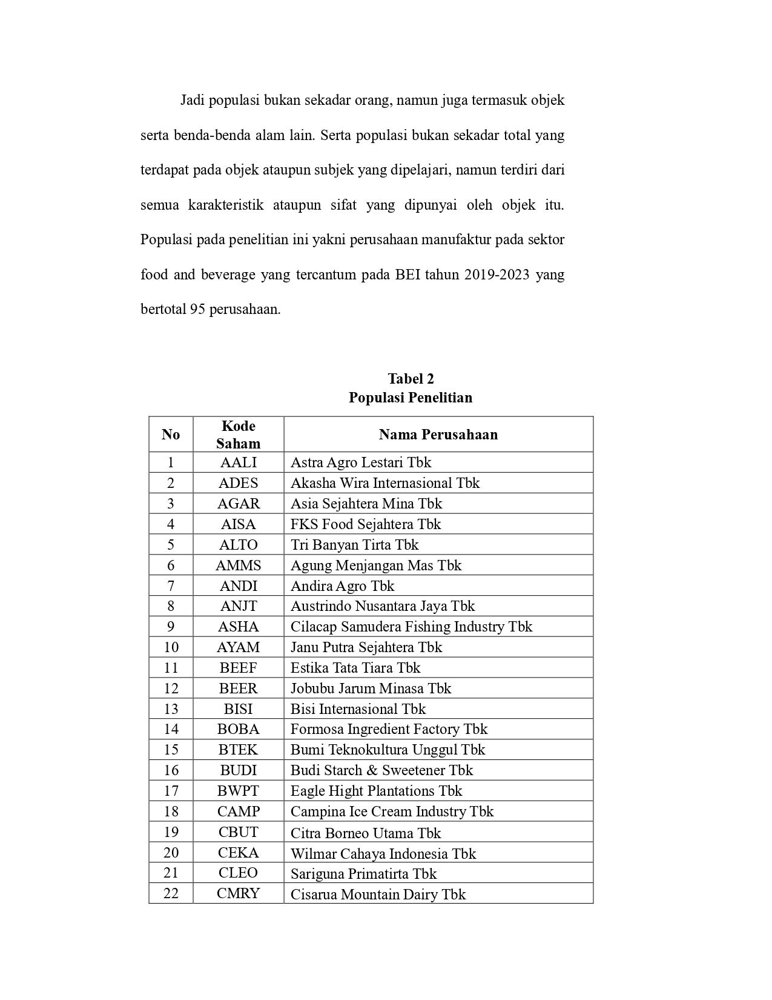 Jadi populasi bukan sekadar orang, namun juga termasuk objek
serta benda-benda alam lain. Serta populasi bukan sekadar total yang
terdapat pada objek ataupun subjek yang dipelajari, namun terdiri dari
semua karakteristik ataupun sifat yang dipunyai oleh objek itu.
Populasi pada penelitian ini yakni perusahaan manufaktur pada sektor
food and beverage yang tercantum pada BEI tahun 2019-2023 yang
bertotal 95 perusahaan.
Tabel 2
Populasi Penelitian
No Kode Saham Nama Perusahaan
1 AALI Astra Agro Lestari Tbk
2 ADES Akasha Wira Internasional Tbk
3 AGAR Asia Sejahtera Mina Tbk
4 AISA FKS Food Sejahtera Tbk
5 ALTO Tri Banyan Tirta Tbk
6 AMMS Agung Menjangan Mas Tbk
7 ANDI Andira Agro Tbk
8 ANJT Austrindo Nusantara Jaya Tbk
9 ASHA Cilacap Samudera Fishing Industry Tbk
10 AYAM Janu Putra Sejahtera Tbk
11 BEEF Estika Tata Tiara Tbk
12 BEER Jobubu Jarum Minasa Tbk
13 BISI Bisi Internasional Tbk
14 BOBA Formosa Ingredient Factory Tbk
15 BTEK Bumi Teknokultura Unggul Tbk
16 BUDI Budi Starch & Sweetener Tbk
17 BWPT Eagle Hight Plantations Tbk
18 CAMP Campina Ice Cream Industry Tbk
19 CBUT Citra Borneo Utama Tbk
20 CEKA Wilmar Cahaya Indonesia Tbk
21 CLEO Sariguna Primatirta Tbk
22 CMRY Cisarua Mountain Dairy Tbk